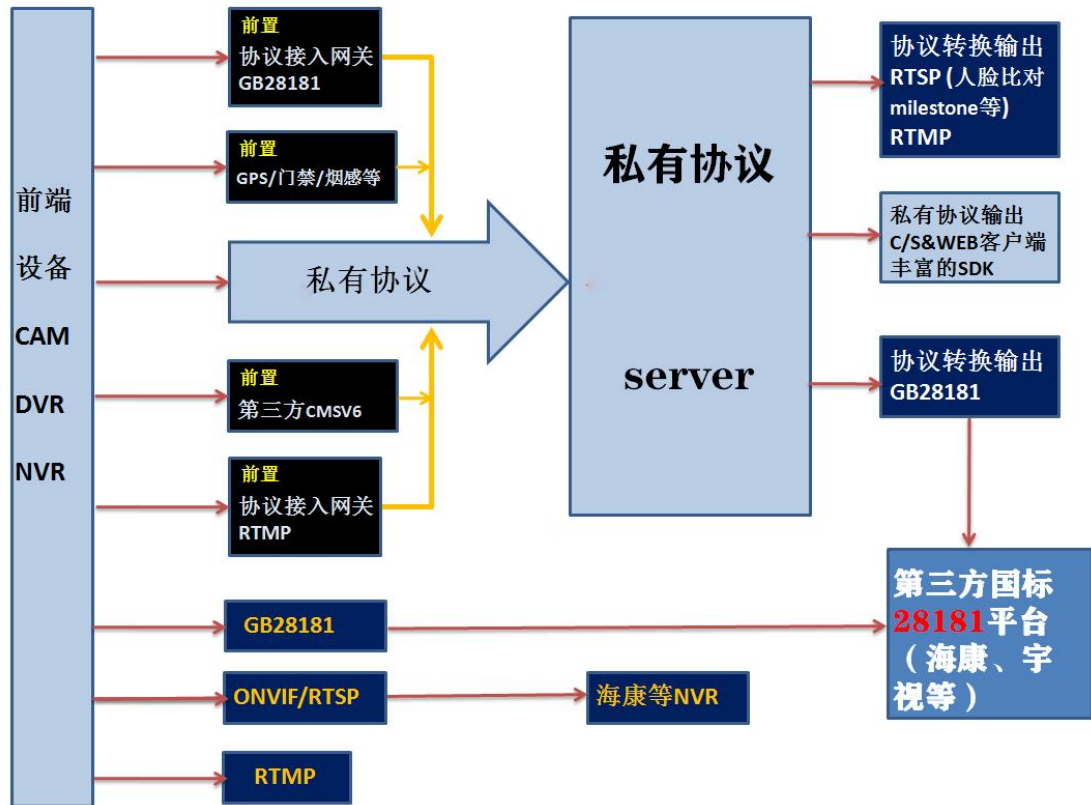 前端
设备
CAM
DVR
NVR
前置
协议接入网关
GB28181
前置
GPS/门禁/烟感等
私有协议
前置
第三方CMSV6
前置
协议接入网关
RTMP
GB28181
ONVIF/RTSP
海康等NVR
RTMP
私有协议
server
协议转换输出
RTSP (人脸比对
milestone等)
RTMP
私有协议输出
C/S&WEB客户端
丰富的SDK
协议转换输出
GB28181
第三方国标
28181平台
（海康、宇
视等）